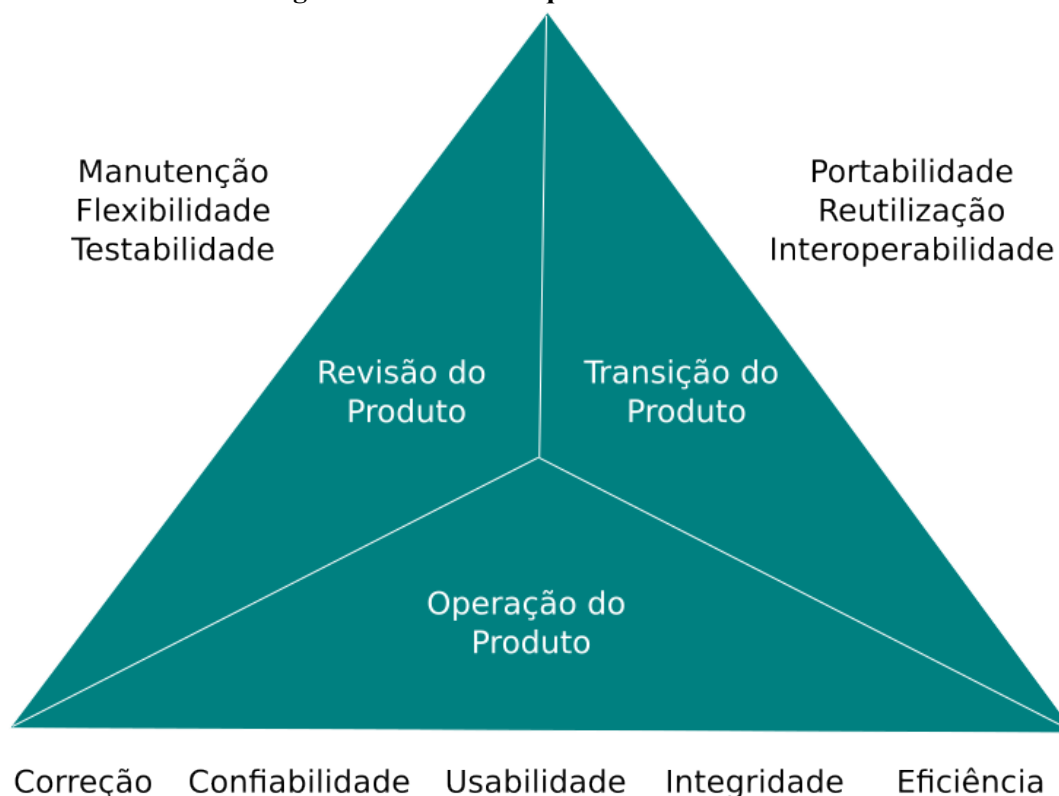 Manutenção
Flexibilidade
Testabilidade
Portabilidade
Reutilização
Interoperabilidade
Revisão do
Produto
Transição do
Produto
Operação do
Produto
Correção Confiabilidade Usabilidade Integridade Eficiência